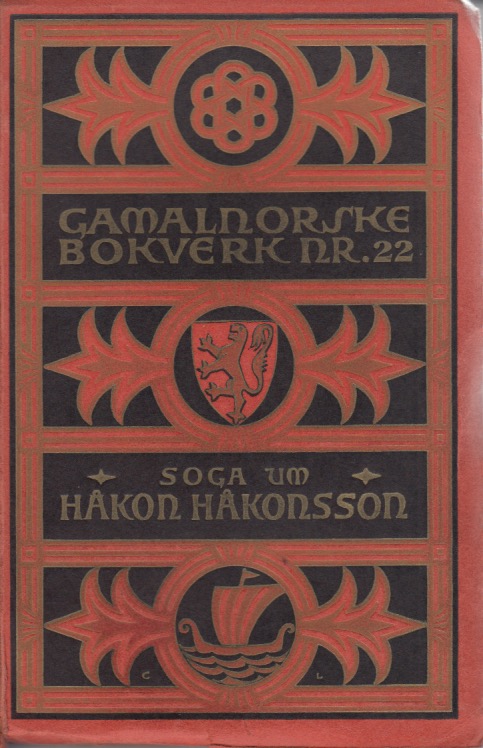 GAMALNORSKE
BOKVERK NR.22
SOGA UM
HÅKON HÅKONSSON
C L